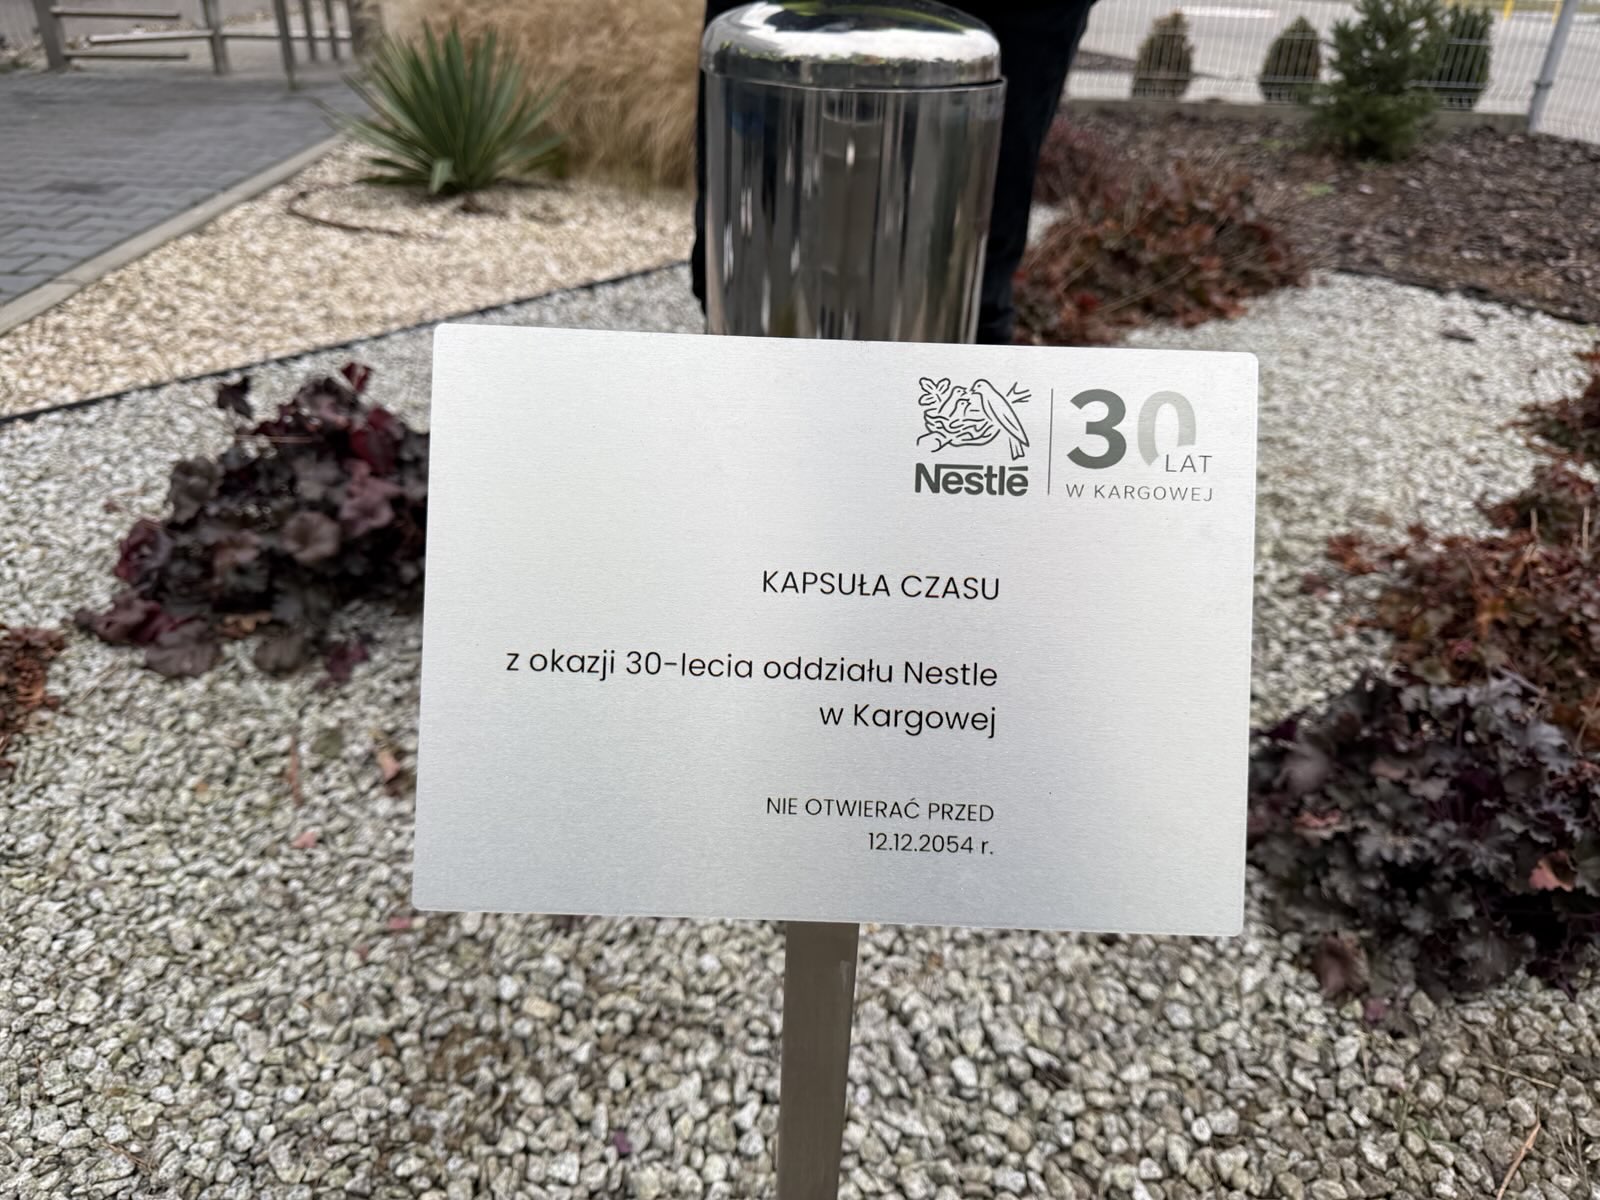 Nestlé
30
LAT
W KARGOWEJ
KAPSUŁA CZASU
z okazji 30-lecia oddziału Nestle
w Kargowej
NIE OTWIERAĆ PRZED
12.12.2054 r.